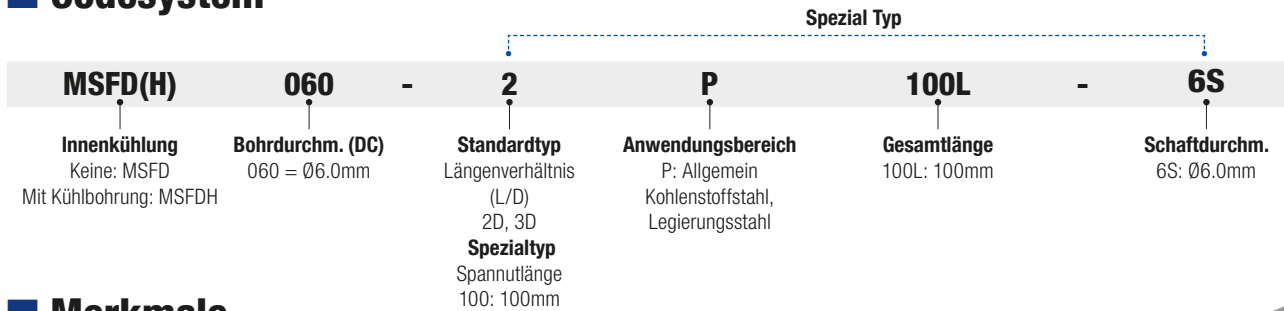 Codesystem
Spezial Typ
MSFD(H) 060 - 2 P 100L - 6S
Innenkühlung
Keine: MSFD
Mit Kühlbohrung: MSFDH
Bohrdurchm. (DC)
060 = Ø6.0mm
Standardtyp
Längenverhältnis
(L/D)
2D, 3D
Spezialtyp
Spannutlänge
100: 100mm
Anwendungsbereich
P: Allgemein
Kohlenstoffstahl,
Legierungsstahl
Gesamtlänge
100L: 100mm
Schaftdurchm.
6S: Ø6.0mm
Merkmale